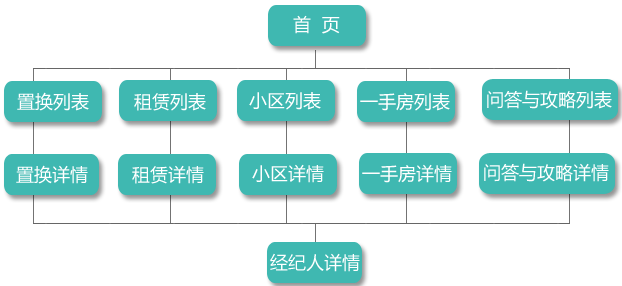 首 页
置换列表
租赁列表
小区列表
一手房列表
问答与攻略列表
置换详情
租赁详情
小区详情
一手房详情
问答与攻略详情
经纪人详情